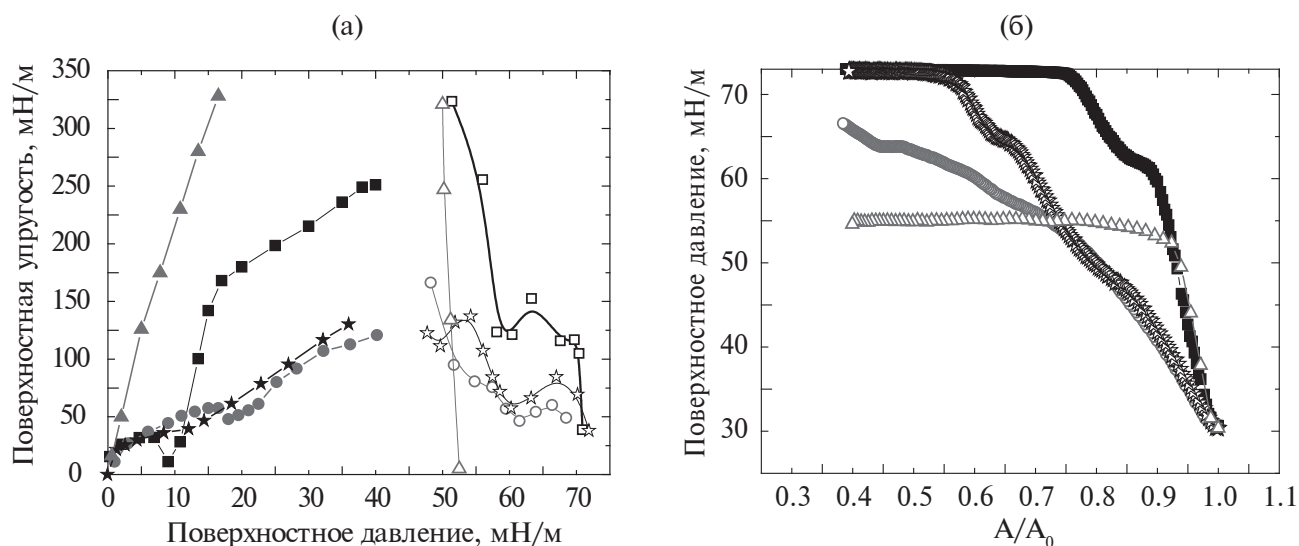 (а)
Поверхностная упругость, мН/м
350
300
250
200
150
100
50
0
0 10 20 30 40 50 60 70
Поверхностное давление, мН/м
(б)
Поверхностное давление, мН/м
70
60
50
40
30
0.3 0.4 0.5 0.6 0.7 0.8 0.9 1.0 1.1
A/A₀